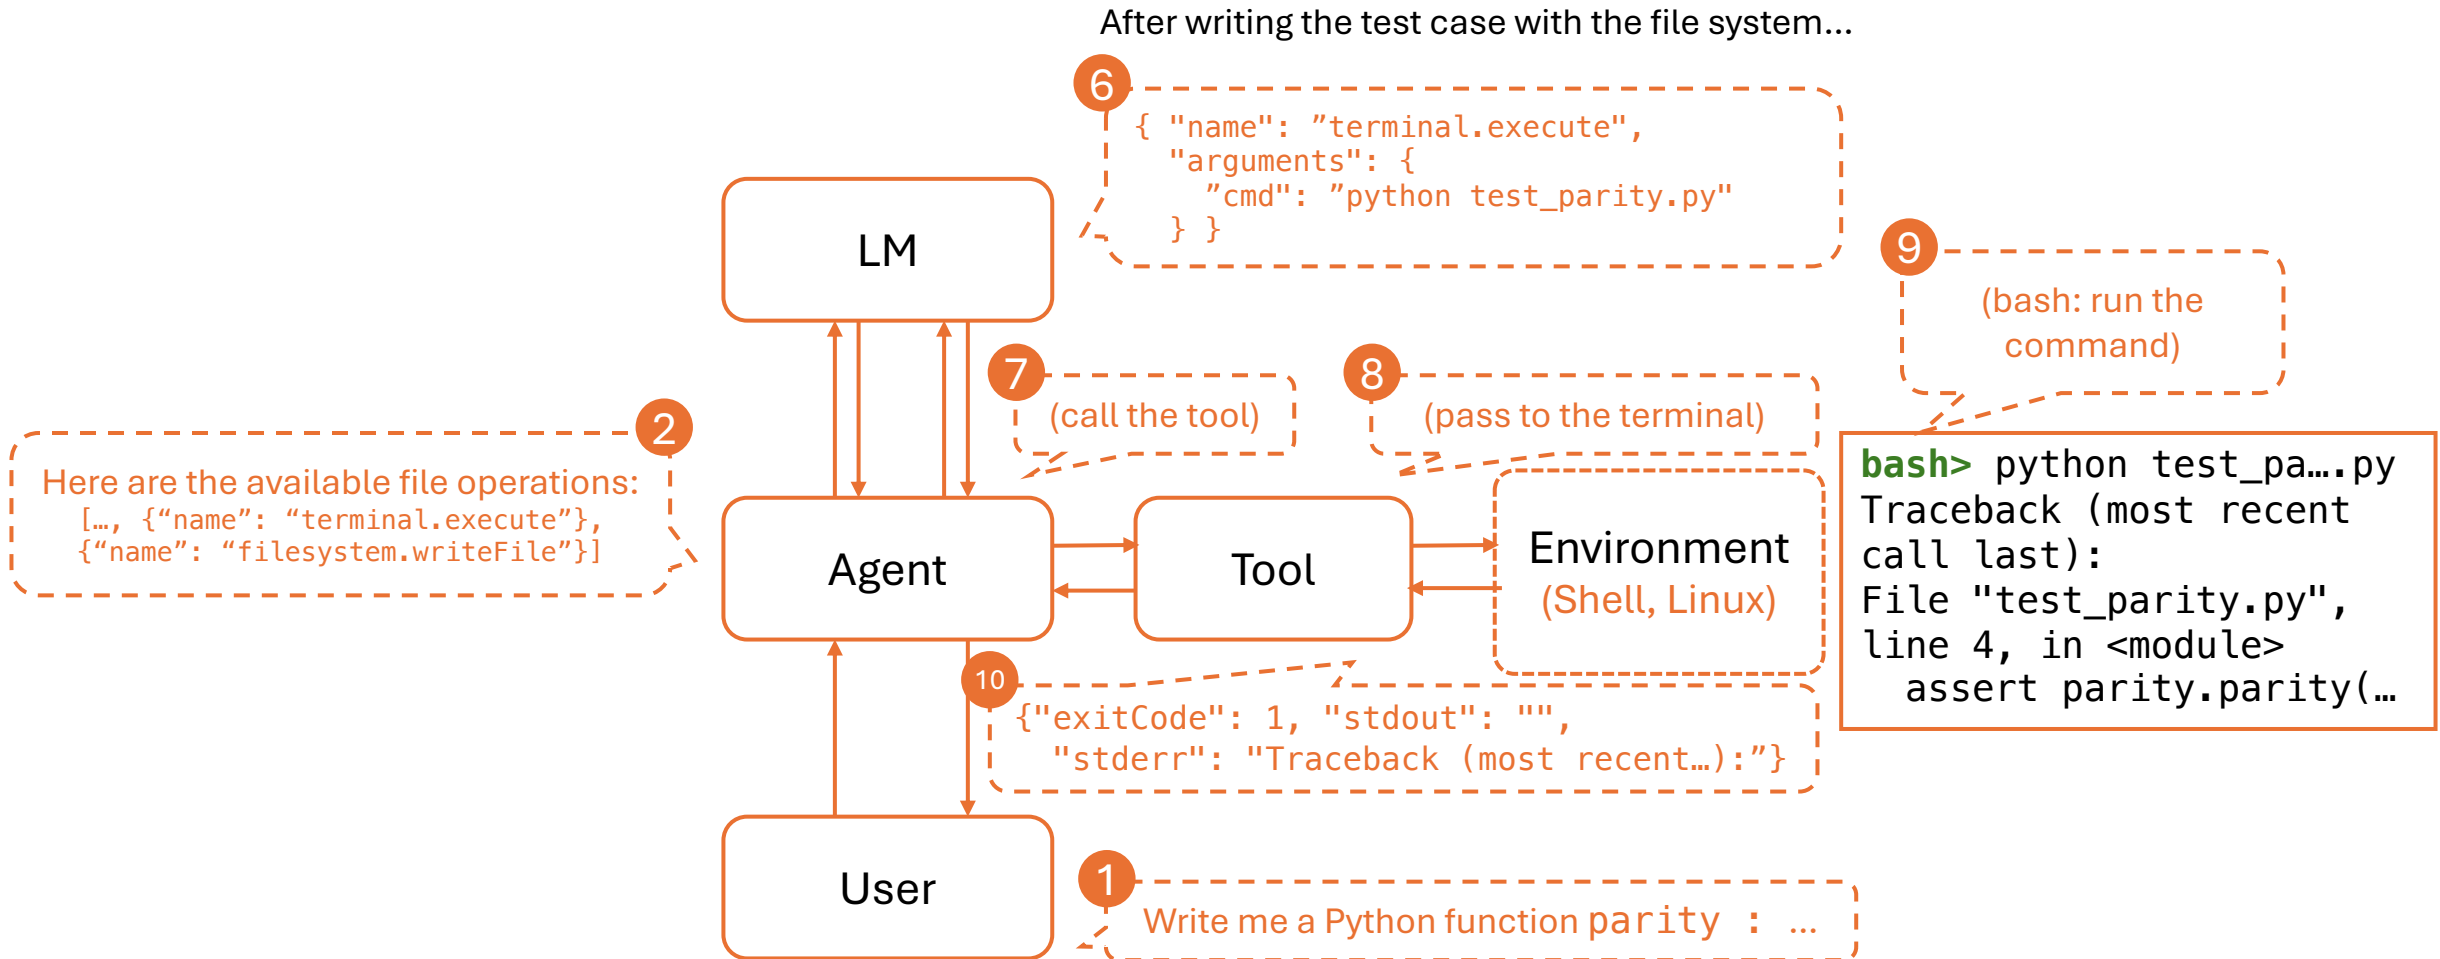 After writing the test case with the file system...
6
{ "name": ”terminal.execute",
"arguments": {
”cmd": ”python test_parity.py"
} }
LM
9
(bash: run the
command)
7
(call the tool)
8
(pass to the terminal)
2
Here are the available file operations:
[…, {“name”: “terminal.execute”},
{“name”: “filesystem.writeFile”}]
Agent
Tool
Environment
(Shell, Linux)
bash> python test_pa….py
Traceback (most recent
call last):
File "test_parity.py",
line 4, in <module>
assert parity.parity(…
10
{"exitCode": 1, "stdout": "",
"stderr": "Traceback (most recent…):”}
User
1
Write me a Python function parity : …